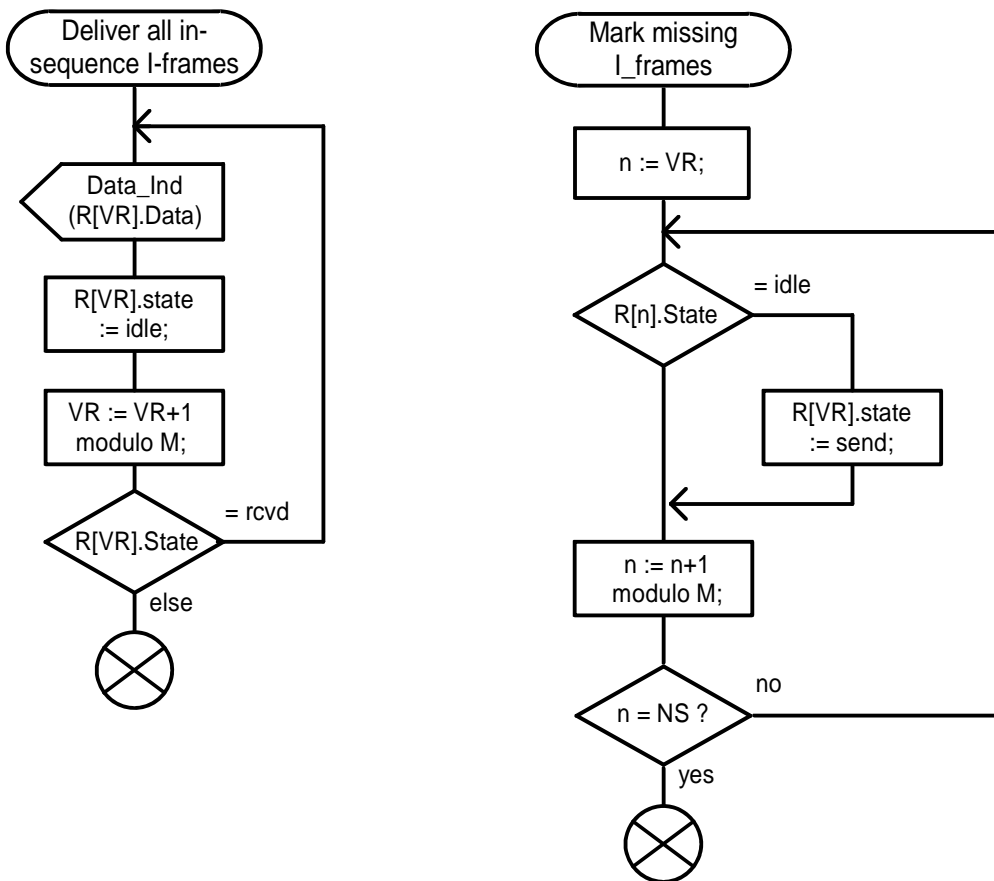 Deliver all in-
sequence I-frames
Data_Ind
(R[VR].Data)
R[VR].state
:= idle;
VR := VR+1
modulo M;
R[VR].State
= rcvd
else
Mark missing
I_frames
n := VR;
R[n].State
= idle
R[VR].state
:= send;
n := n+1
modulo M;
n = NS ?
no
yes